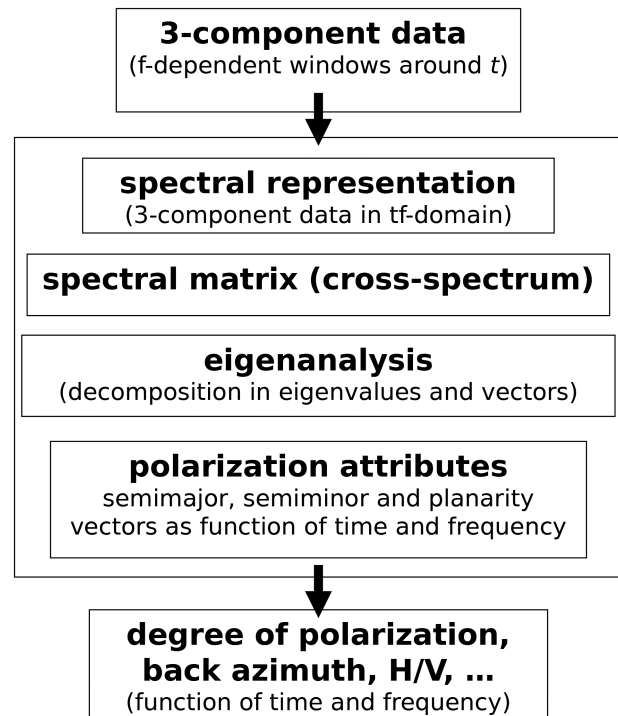 3-component data
(f-dependent windows around t)
spectral representation
(3-component data in tf-domain)
spectral matrix (cross-spectrum)
eigenanalysis
(decomposition in eigenvalues and vectors)
polarization attributes
semimajor, semiminor and planarity
vectors as function of time and frequency
degree of polarization,
back azimuth, H/V, ...
(function of time and frequency)